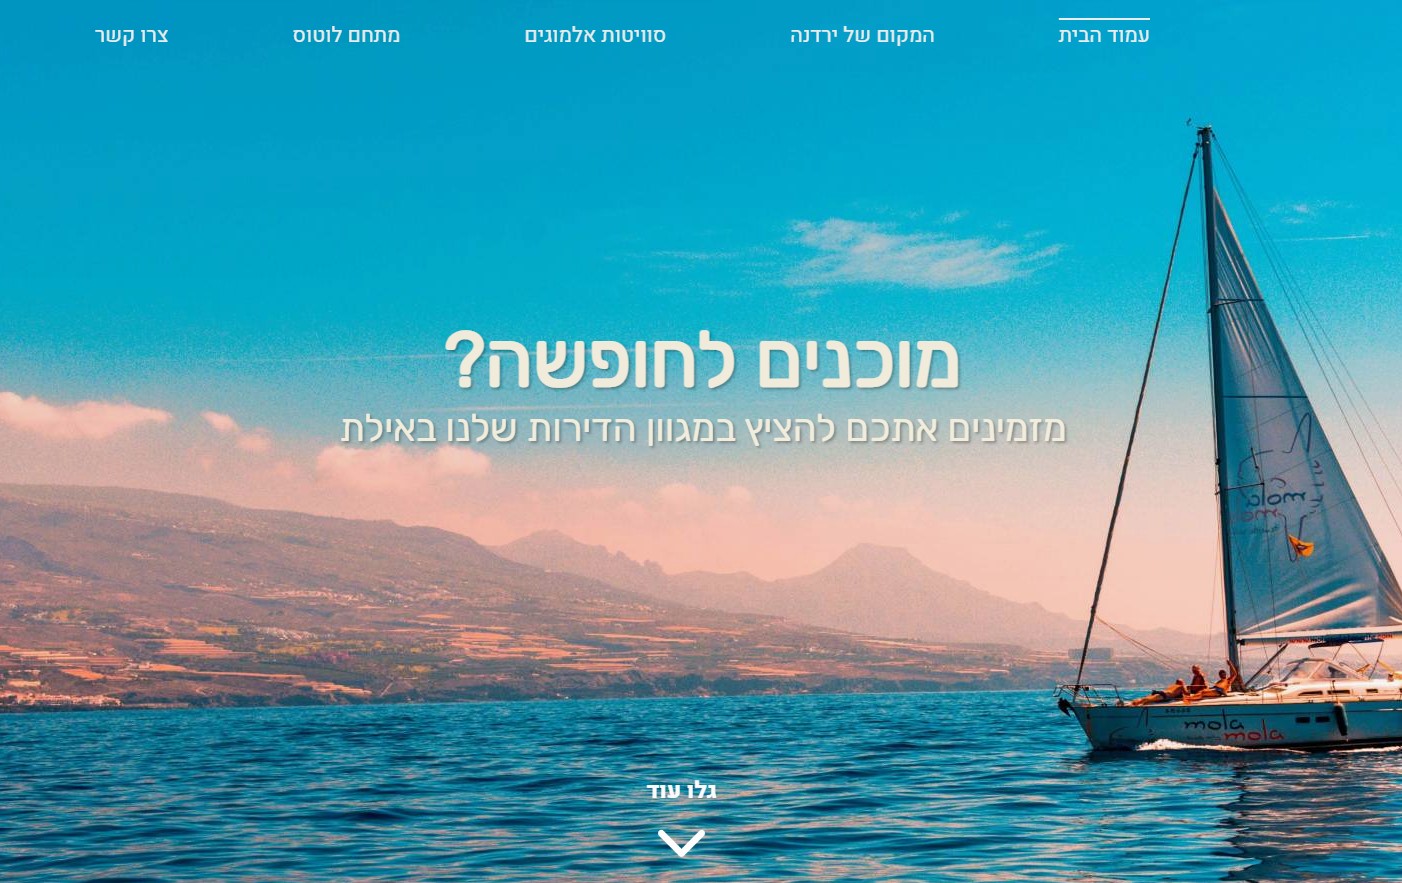 עמוד הבית
המקום של ירדנה
סוויטות אלמוגים
מתחם לוטוס
צרו קשר
מוכנים לחופשה?
מזמינים אתכם להציץ במגוון הדירות שלנו באילת
mola
mola
mola
גלו עוד